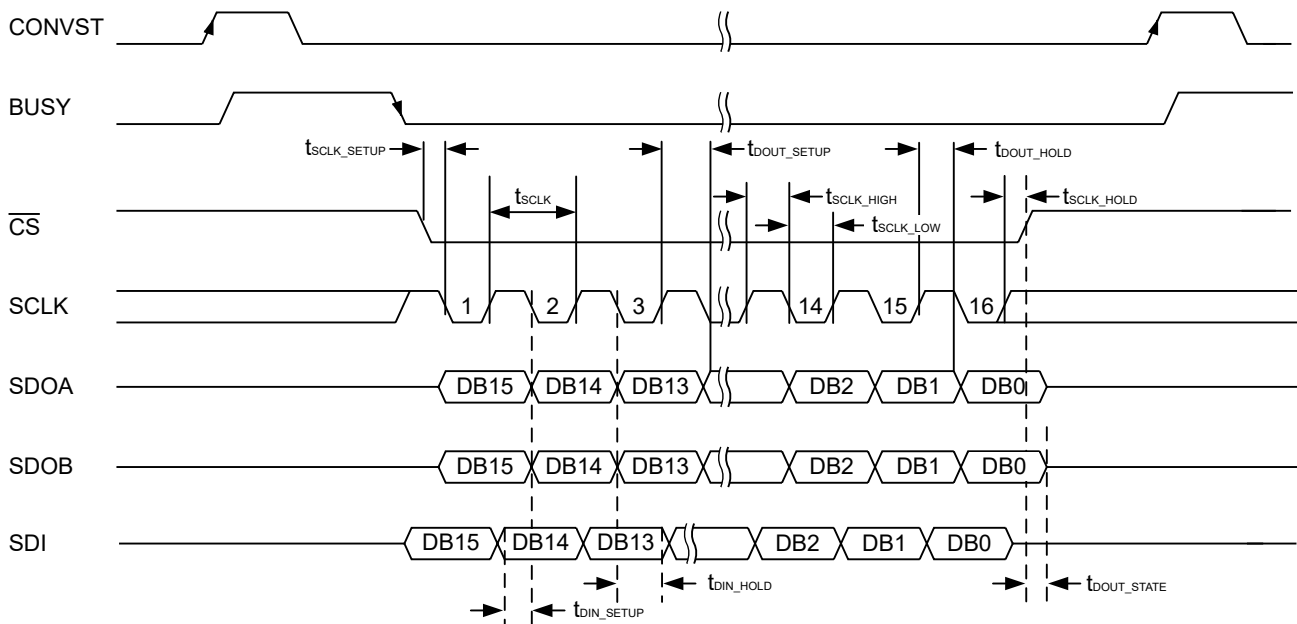 CONVST
BUSY
tSCLK_SETUP
tDOUT_SETUP
tDOUT_HOLD
tSCLK
tSCLK_HIGH
tSCLK_HOLD
CS
tSCLK_LOW
SCLK
1
2
3
14
15
16
SDOA
DB15
DB14
DB13
DB2
DB1
DB0
SDOB
DB15
DB14
DB13
DB2
DB1
DB0
SDI
DB15
DB14
DB13
DB2
DB1
DB0
tDIN_HOLD
tDOUT_STATE
tDIN_SETUP